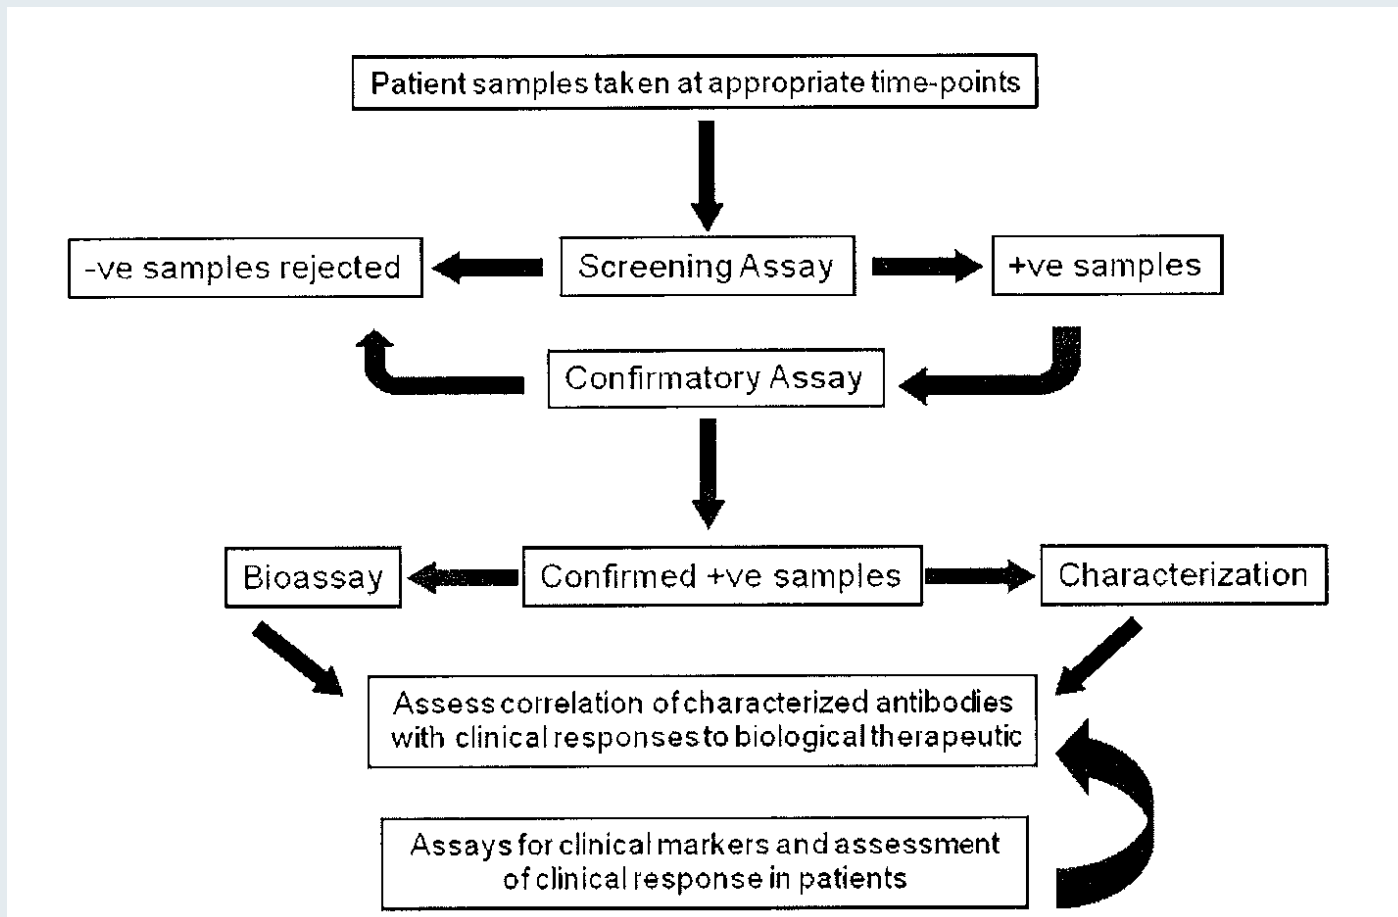 Patient samples taken at appropriate time-points
-ve samples rejected
Screening Assay
+ve samples
Confirmatory Assay
Bioassay
Confirmed +ve samples
Characterization
Assess correlation of characterized antibodies
with clinical responses to biological therapeutic
Assays for clinical markers and assessment
of clinical response in patients